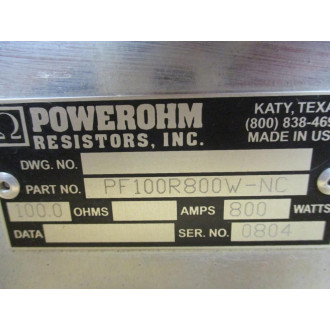 Ω POWEROHM
RESISTORS, INC.
KATY, TEXA
(800) 838-469
MADE IN US
DWG. NO.
PART NO. PF100R800W-NC
100.0 OHMS AMPS 800 WATTS
DATA SER. NO. 0804